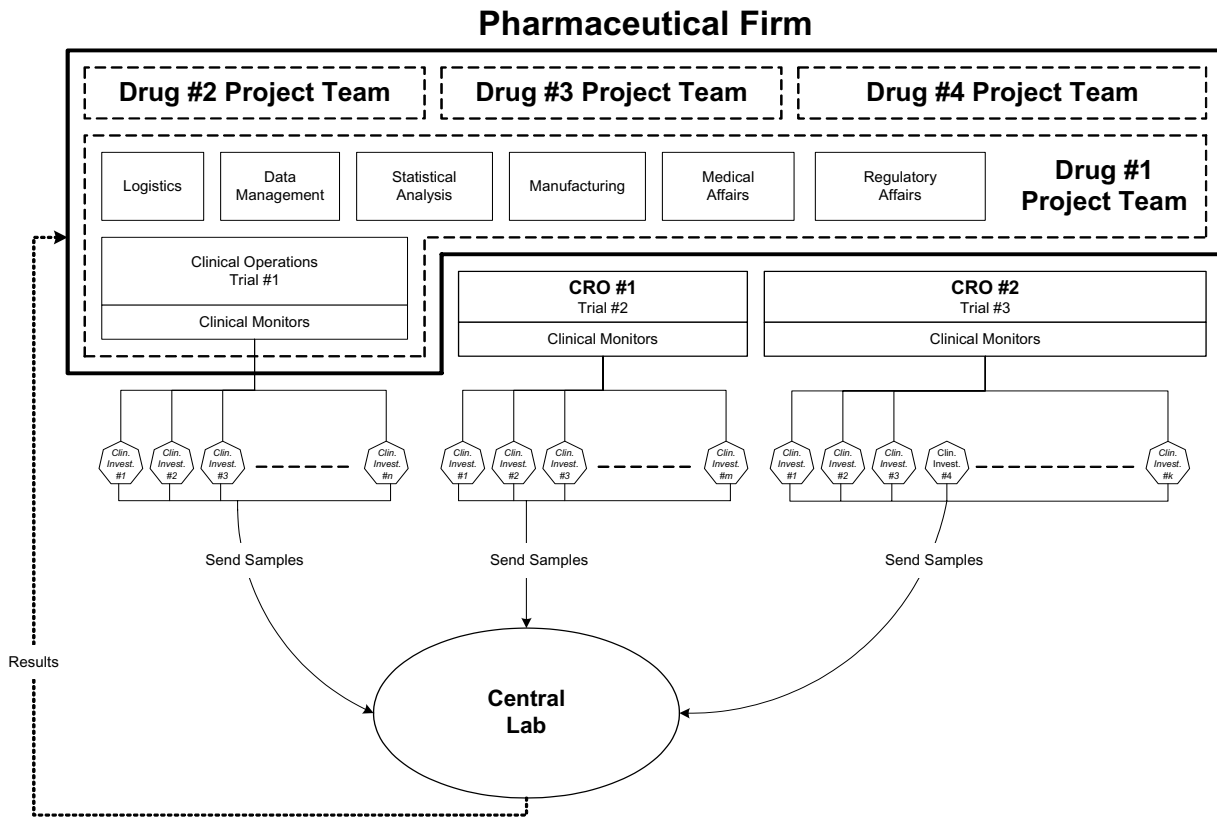 Pharmaceutical Firm
Drug #2 Project Team
Drug #3 Project Team
Drug #4 Project Team
Logistics
Data
Management
Statistical
Analysis
Manufacturing
Medical
Affairs
Regulatory
Affairs
Drug #1
Project Team
Clinical Operations
Trial #1
Clinical Monitors
CRO #1
Trial #2
Clinical Monitors
CRO #2
Trial #3
Clinical Monitors
Clin.
Invest.
#1
Clin.
Invest.
#2
Clin.
Invest.
#3
Clin.
Invest.
#n
Clin.
Invest.
#1
Clin.
Invest.
#2
Clin.
Invest.
#3
Clin.
Invest.
#m
Clin.
Invest.
#1
Clin.
Invest.
#2
Clin.
Invest.
#3
Clin.
Invest.
#4
Clin.
Invest.
#k
Send Samples
Send Samples
Send Samples
Results
Central
Lab